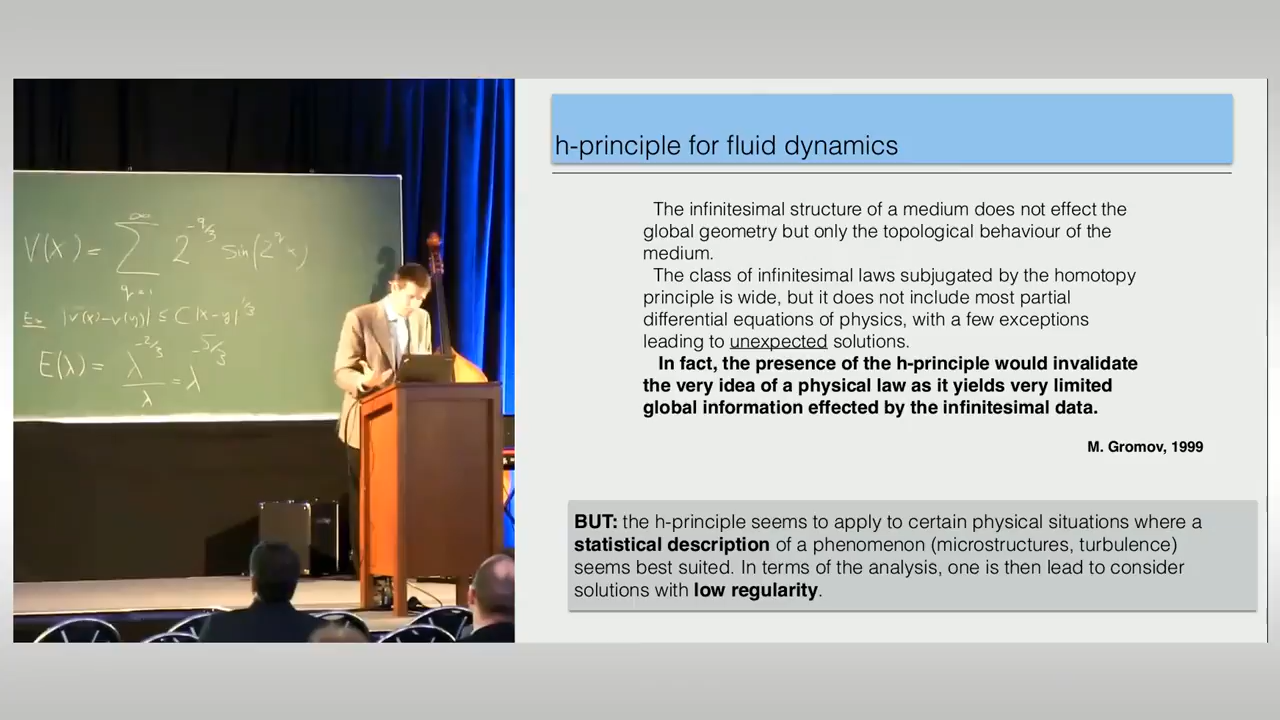 V(x) = ∞ ∑ q=1 2^{-q/3} sin(2^q x)
Ex |v(x)-v(y)| ≤ C|x-y|^{1/3}
E(λ) = λ^{-2/3} / λ = λ^{-5/3}
h-principle for fluid dynamics
The infinitesimal structure of a medium does not effect the
global geometry but only the topological behaviour of the
medium.
The class of infinitesimal laws subjugated by the homotopy
principle is wide, but it does not include most partial
differential equations of physics, with a few exceptions
leading to unexpected solutions.
In fact, the presence of the h-principle would invalidate
the very idea of a physical law as it yields very limited
global information effected by the infinitesimal data.
M. Gromov, 1999
BUT: the h-principle seems to apply to certain physical situations where a
statistical description of a phenomenon (microstructures, turbulence)
seems best suited. In terms of the analysis, one is then lead to consider
solutions with low regularity.